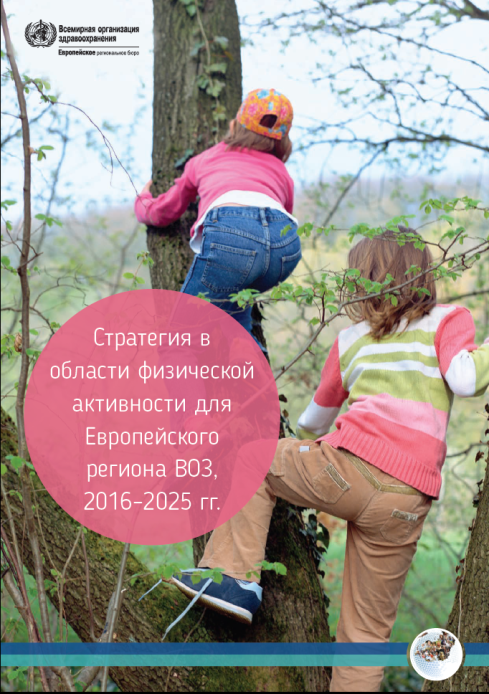 Всемирная организация
здравоохранения
Европейское региональное бюро
Стратегия в
области физической
активности для
Европейского
региона ВОЗ,
2016–2025 гг.